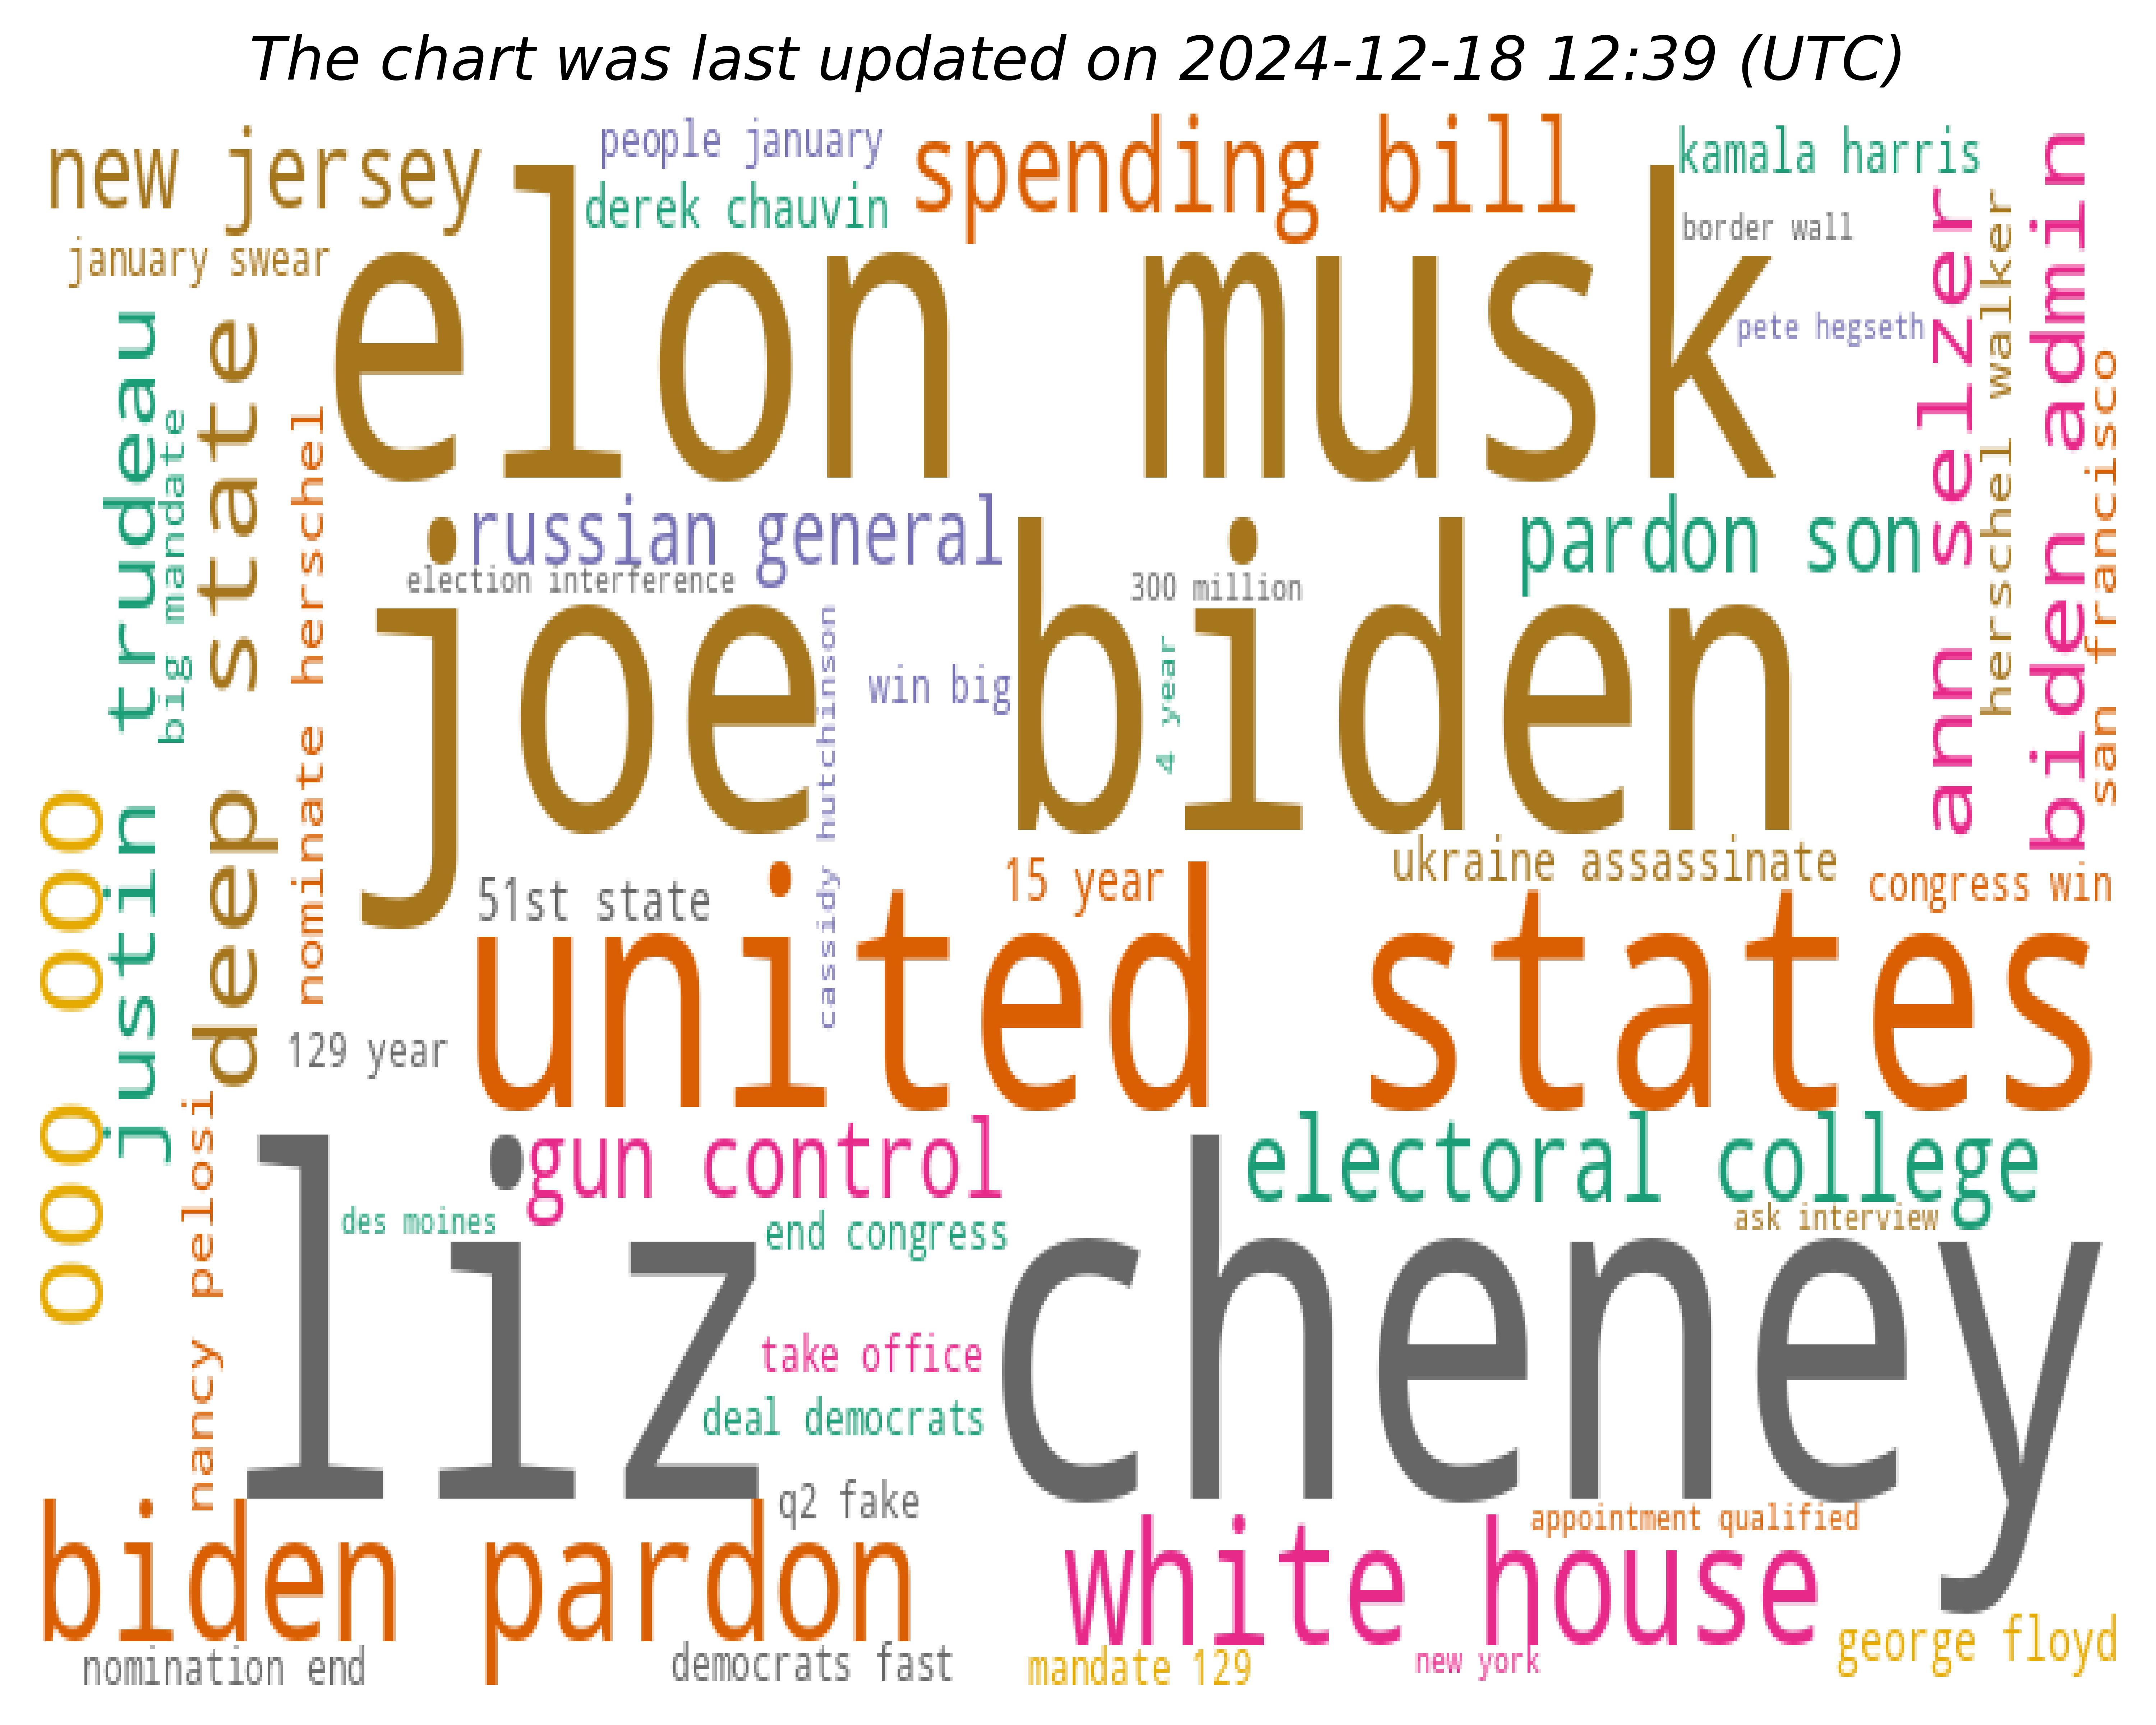 The chart was last updated on 2024-12-18 12:39 (UTC)
new jersey
people january
spending bill
kamala harris
derek chauvin
border wall
january swear
elon musk
pete hegseth
ann selzer
herschel walker
biden admin
san francisco
justin trudeau
big mandate
deep state
nominate herschel
russian general
pardon son
election interference
300 million
joe biden
cassidy hutchinson
win big
4 year
000 000
ukraine assassinate
51st state
15 year
congress win
united states
129 year
nancy pelosi
gun control
electoral college
des moines
end congress
ask interview
liz cheney
take office
deal democrats
q2 fake
appointment qualified
biden pardon
white house
george floyd
nomination end
democrats fast
mandate 129
new york